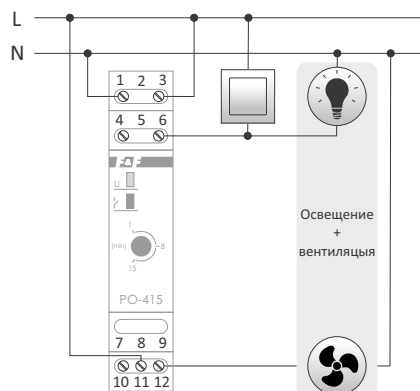 L
N
1 2 3
4 5 6
F&F
U
1
[min]
8
15
PO-415
7 8 9
10 11 12
Освещение
+
вентиляцыя